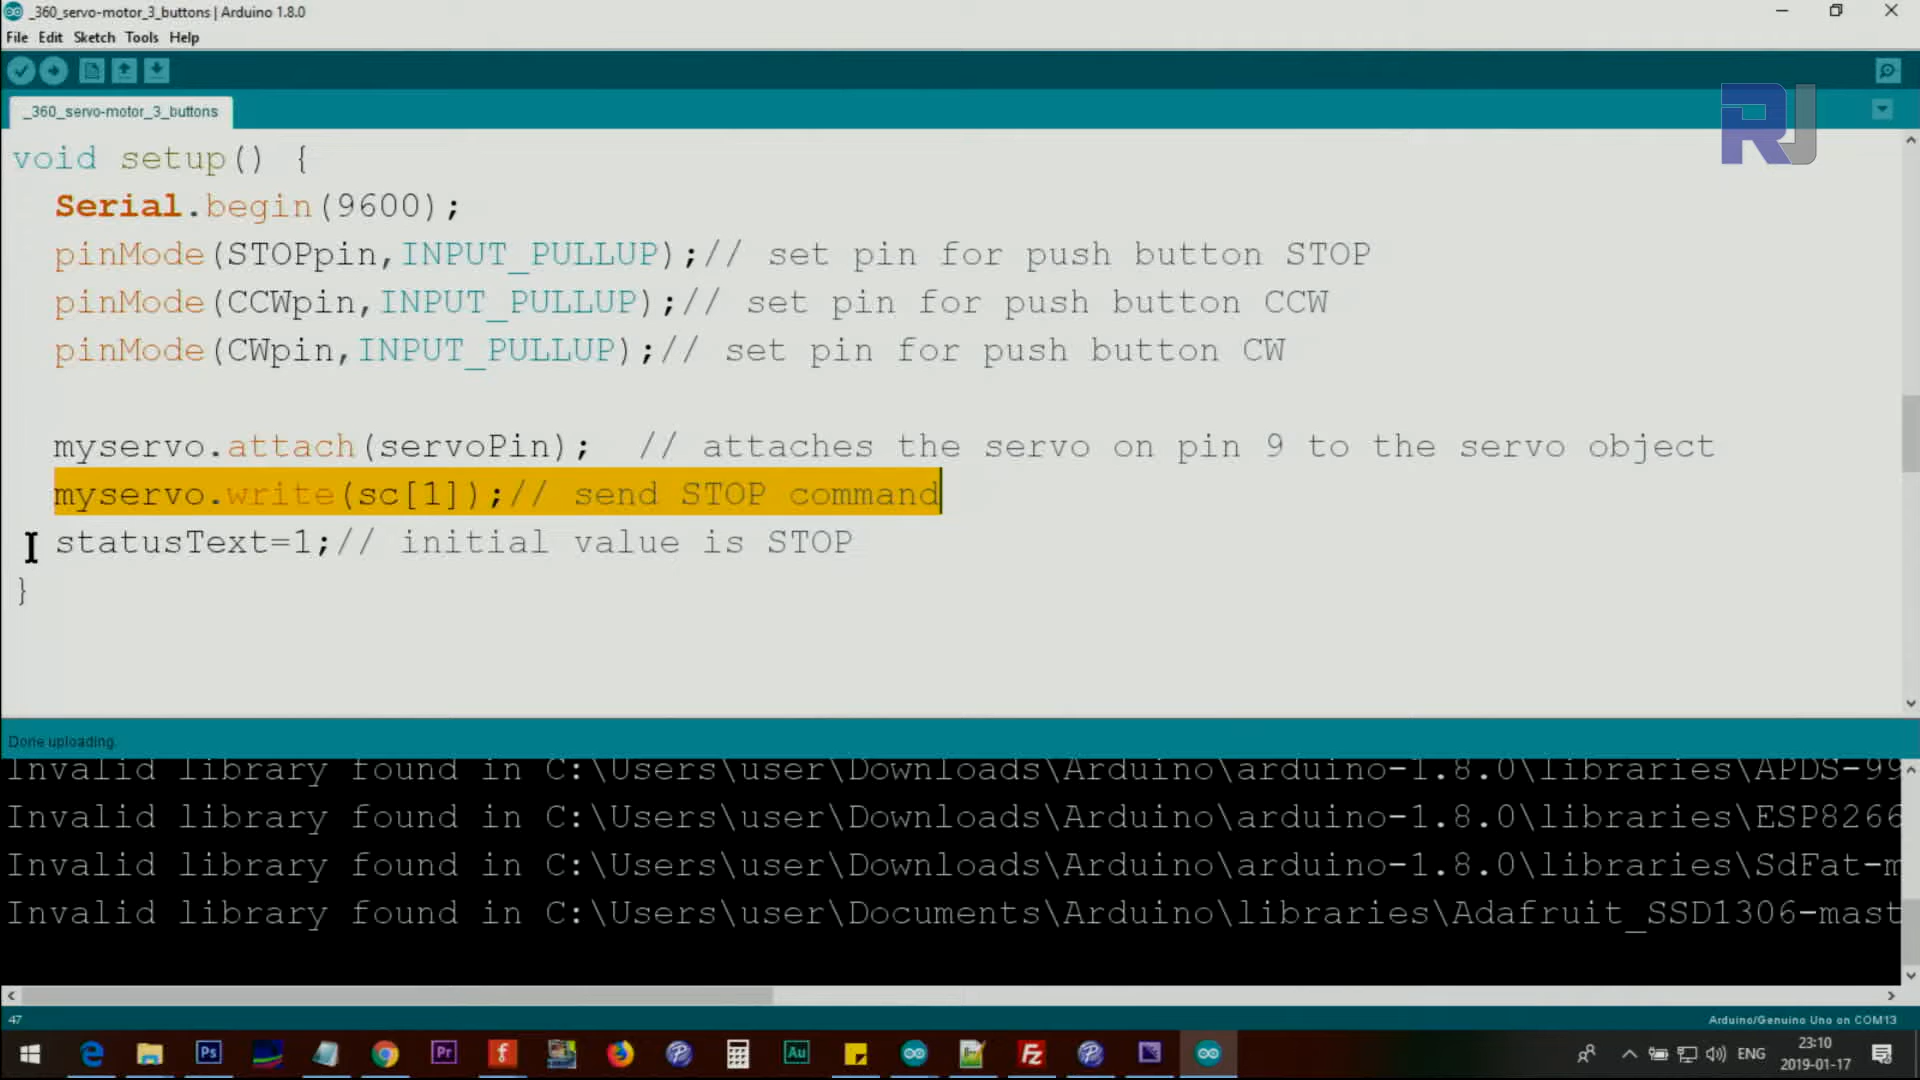 _360_servo-motor_3_buttons | Arduino 1.8.0
File Edit Sketch Tools Help
_360_servo-motor_3_buttons
RJ
void setup() {
Serial.begin(9600);
pinMode(STOPpin,INPUT_PULLUP);// set pin for push button STOP
pinMode(CCWpin,INPUT_PULLUP);// set pin for push button CCW
pinMode(CWpin,INPUT_PULLUP);// set pin for push button CW
myservo.attach(servoPin);  // attaches the servo on pin 9 to the servo object
myservo.write(sc[1]);// send STOP command
statusText=1;// initial value is STOP
}
Done uploading.
Invalid library found in C:\Users\user\Downloads\Arduino\arduino-1.8.0\libraries\APDS-99
Invalid library found in C:\Users\user\Downloads\Arduino\arduino-1.8.0\libraries\ESP8266
Invalid library found in C:\Users\user\Downloads\Arduino\arduino-1.8.0\libraries\SdFat-m
Invalid library found in C:\Users\user\Documents\Arduino\libraries\Adafruit_SSD1306-mast
47
Arduino/Genuino Uno on COM13
Ps Pr f Au Fz ENG
23:10
2019-01-17